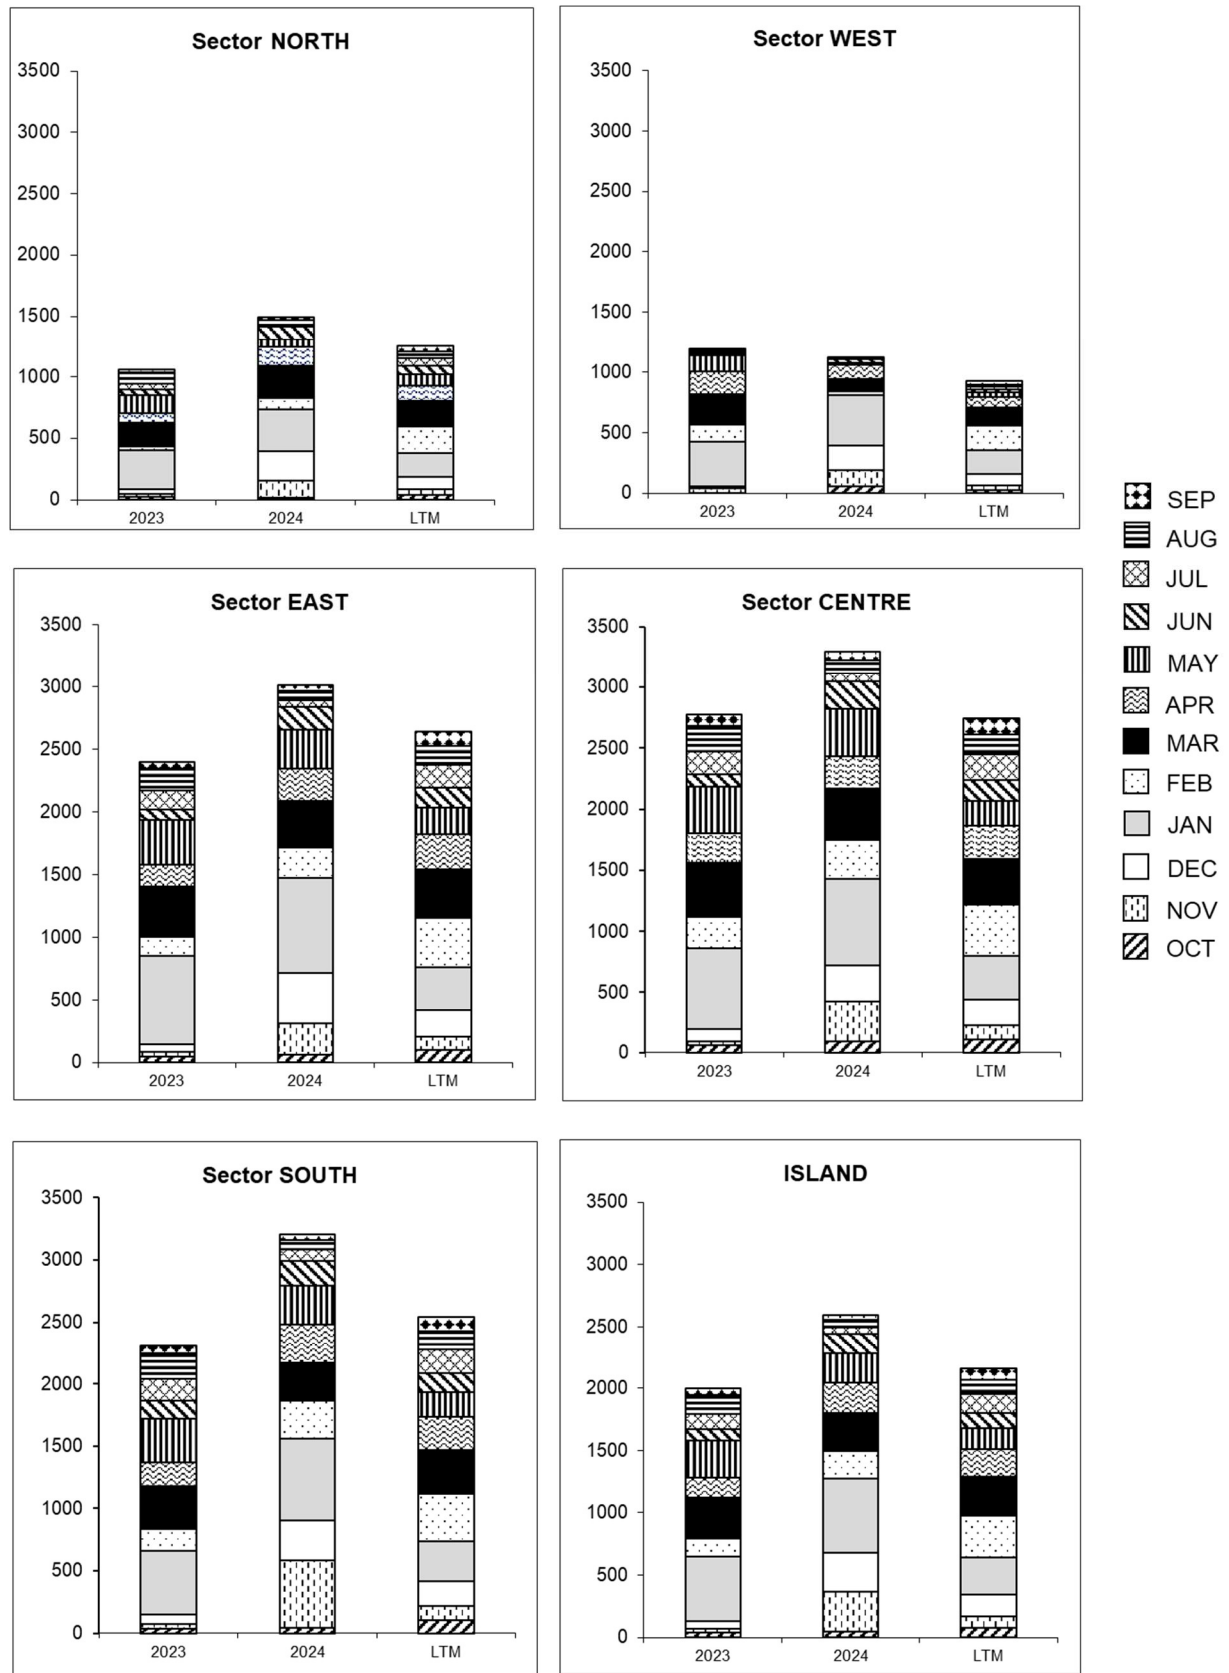 Sector NORTH
3500
3000
2500
2000
1500
1000
500
0
2023 2024 LTM
Sector WEST
3500
3000
2500
2000
1500
1000
500
0
2023 2024 LTM
Sector EAST
3500
3000
2500
2000
1500
1000
500
0
2023 2024 LTM
Sector CENTRE
3500
3000
2500
2000
1500
1000
500
0
2023 2024 LTM
SEP
AUG
JUL
JUN
MAY
APR
MAR
FEB
JAN
DEC
NOV
OCT
Sector SOUTH
3500
3000
2500
2000
1500
1000
500
0
2023 2024 LTM
ISLAND
3500
3000
2500
2000
1500
1000
500
0
2023 2024 LTM